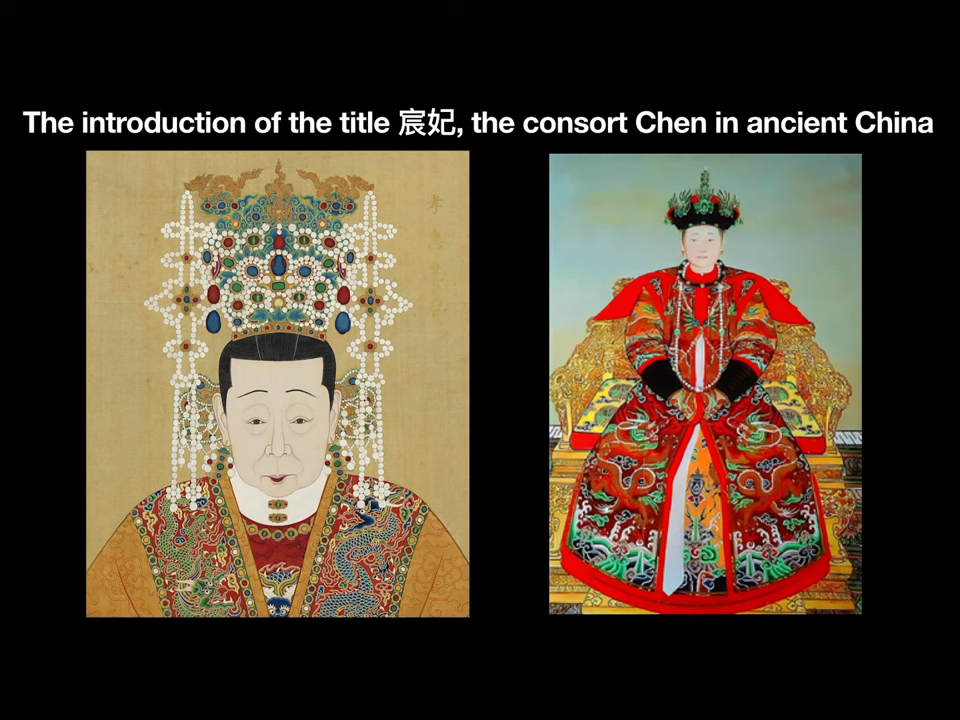 The introduction of the title 宸妃, the consort Chen in ancient China